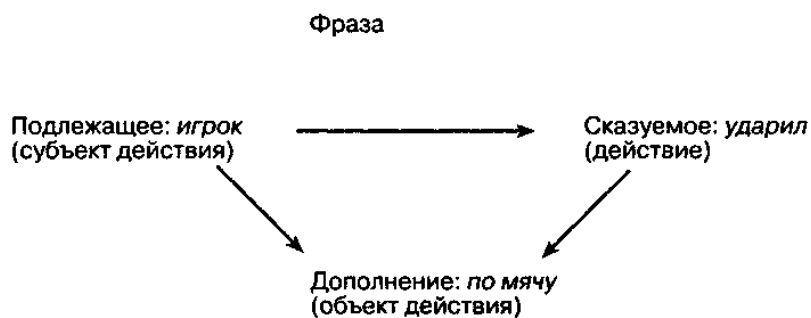 Фраза
Подлежащее: игрок
(субъект действия)
Сказуемое: ударил
(действие)
Дополнение: по мячу
(объект действия)